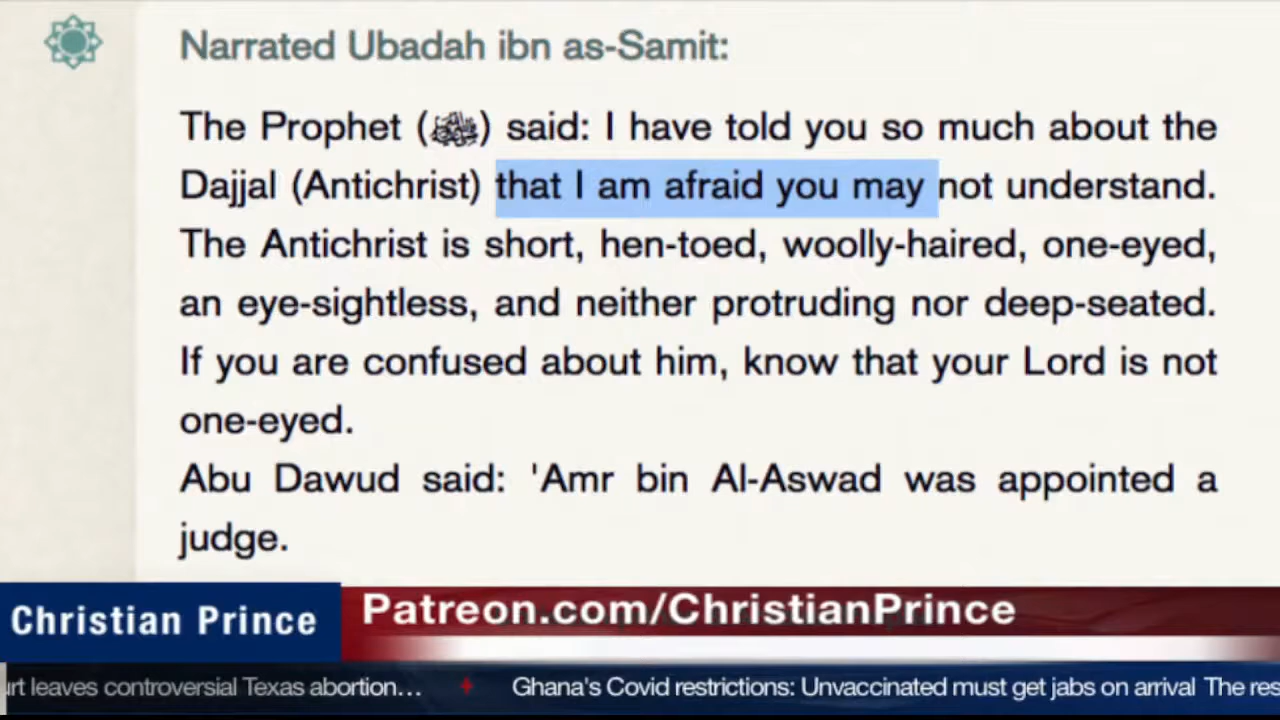 Narrated Ubadah ibn as-Samit:
The Prophet (ﷺ) said: I have told you so much about the
Dajjal (Antichrist) that I am afraid you may not understand.
The Antichrist is short, hen-toed, woolly-haired, one-eyed,
an eye-sightless, and neither protruding nor deep-seated.
If you are confused about him, know that your Lord is not
one-eyed.
Abu Dawud said: 'Amr bin Al-Aswad was appointed a
judge.
Christian Prince
Patreon.com/ChristianPrince
leaves controversial Texas abortion...
Ghana's Covid restrictions: Unvaccinated must get jabs on arrival The